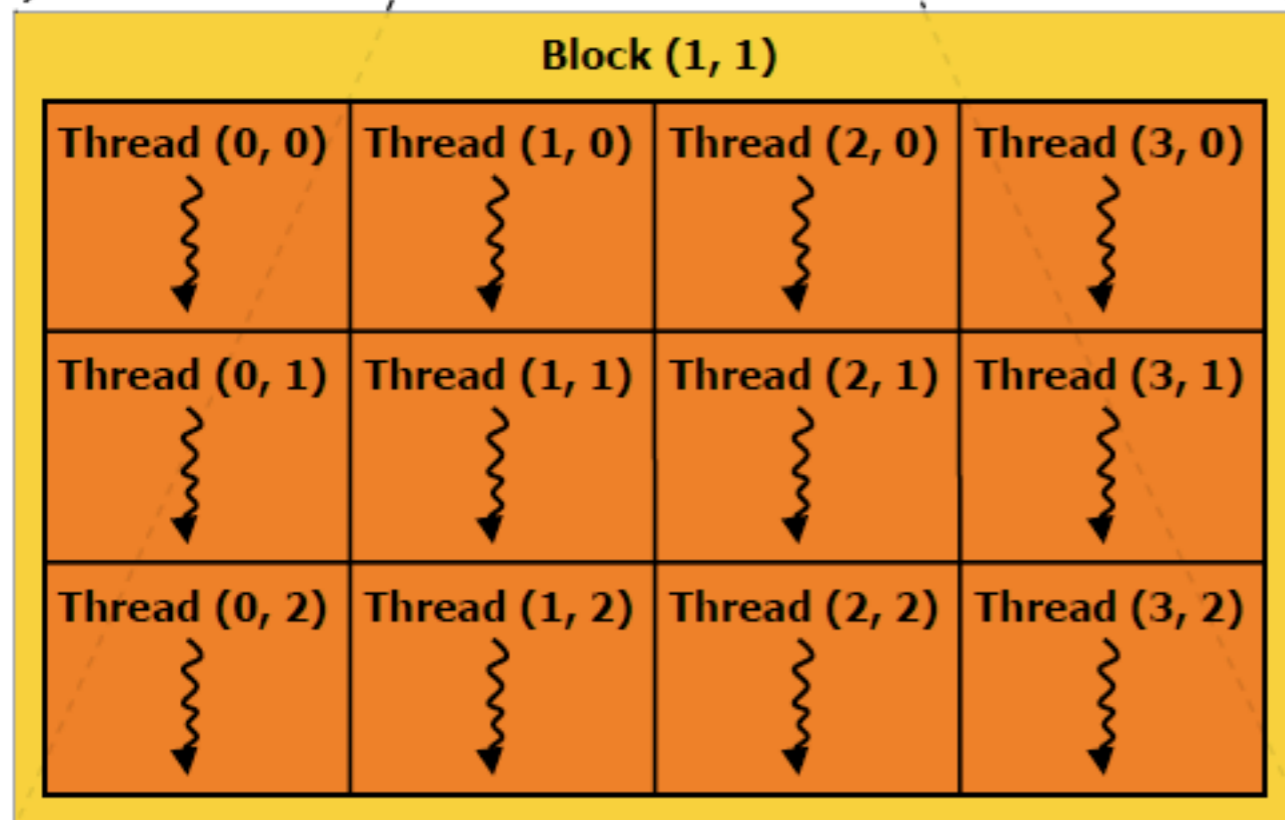 Block (1, 1)
Thread (0, 0) Thread (1, 0) Thread (2, 0) Thread (3, 0)
Thread (0, 1) Thread (1, 1) Thread (2, 1) Thread (3, 1)
Thread (0, 2) Thread (1, 2) Thread (2, 2) Thread (3, 2)